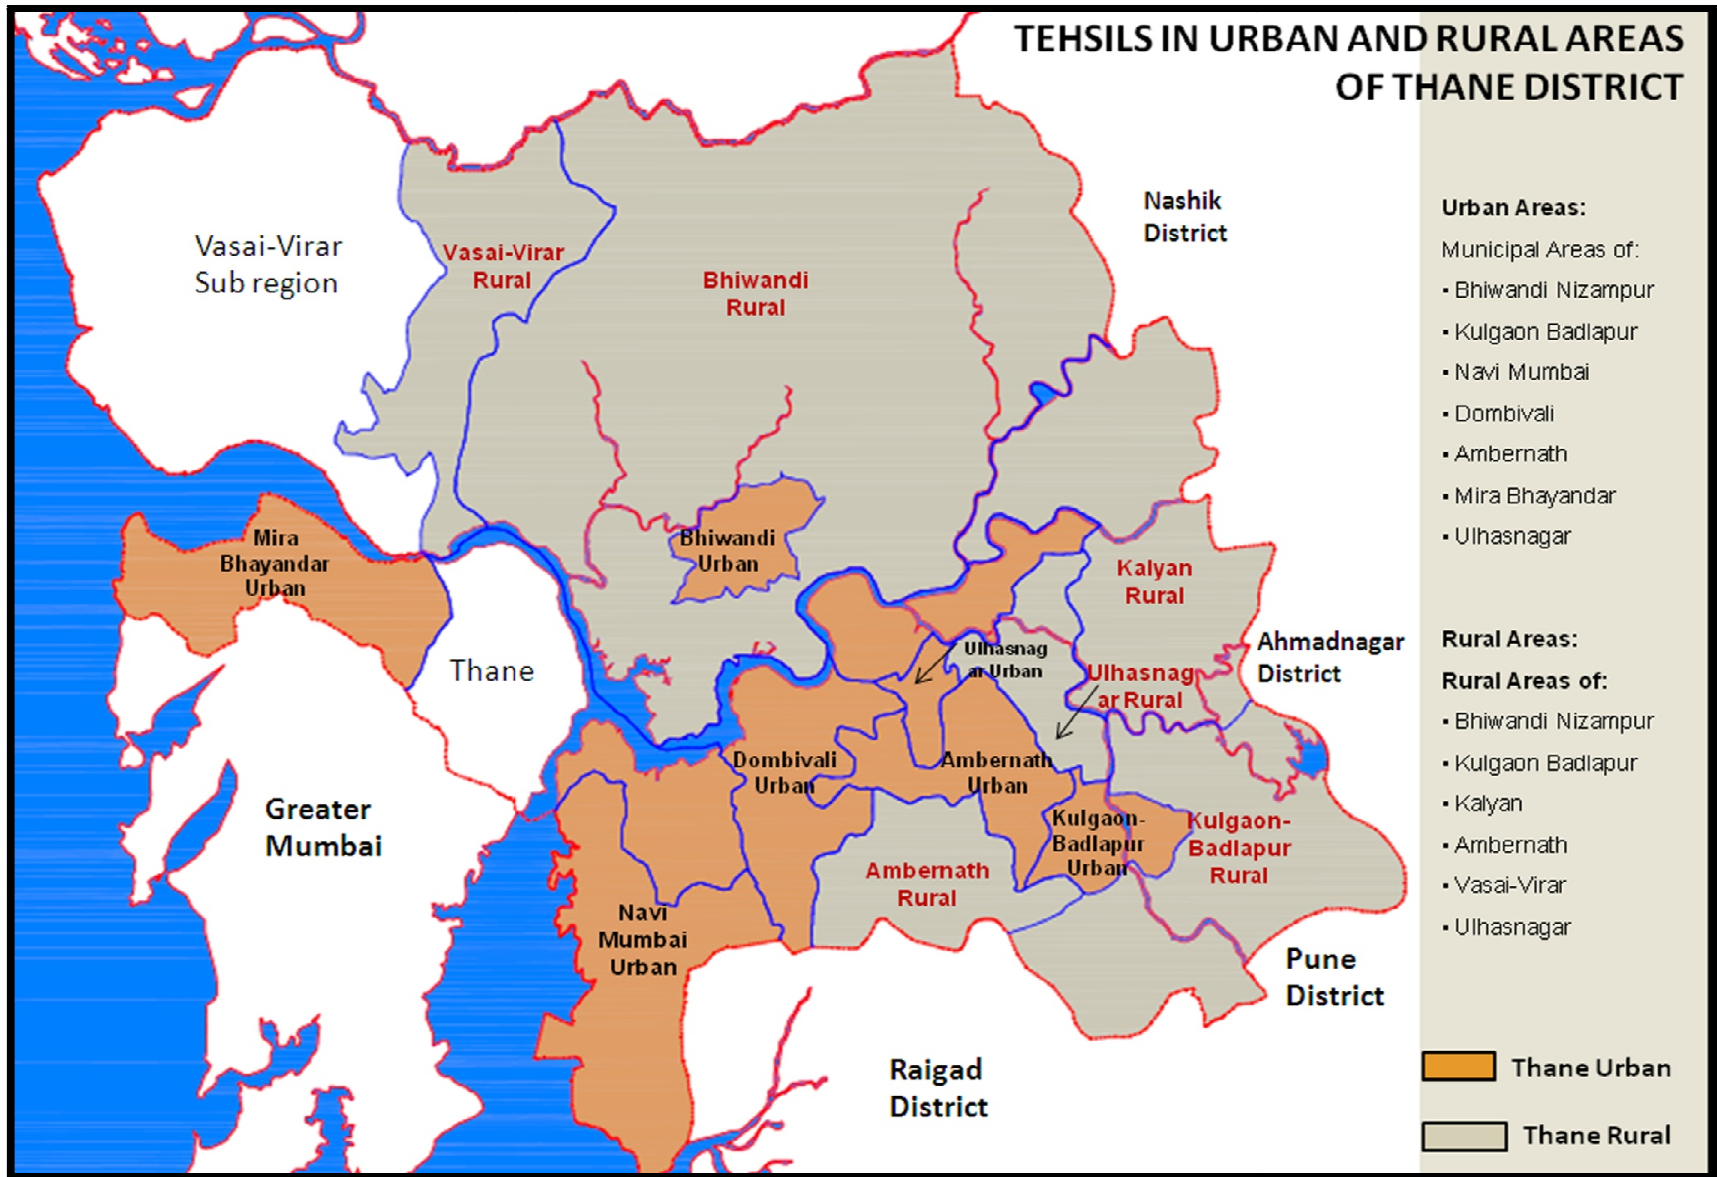 TEHSILS IN URBAN AND RURAL AREAS
OF THANE DISTRICT
Nashik
District
Vasai-Virar
Sub region
Vasai-Virar
Rural
Bhiwandi
Rural
Mira
Bhayandar
Urban
Bhiwandi
Urban
Kalyan
Rural
Thane
Ulhasnag
ar Urban
Ulhasnag
ar Rural
Ahmadnagar
District
Dombivali
Urban
Ambernath
Urban
Greater
Mumbai
Kulgaon-
Badlapur
Urban
Kulgaon-
Badlapur
Rural
Ambernath
Rural
Navi
Mumbai
Urban
Pune
District
Raigad
District
Urban Areas:
Municipal Areas of:
▪ Bhiwandi Nizampur
▪ Kulgaon Badlapur
▪ Navi Mumbai
▪ Dombivali
▪ Ambernath
▪ Mira Bhayandar
▪ Ulhasnagar
Rural Areas:
Rural Areas of:
▪ Bhiwandi Nizampur
▪ Kulgaon Badlapur
▪ Kalyan
▪ Ambernath
▪ Vasai-Virar
▪ Ulhasnagar
Thane Urban
Thane Rural